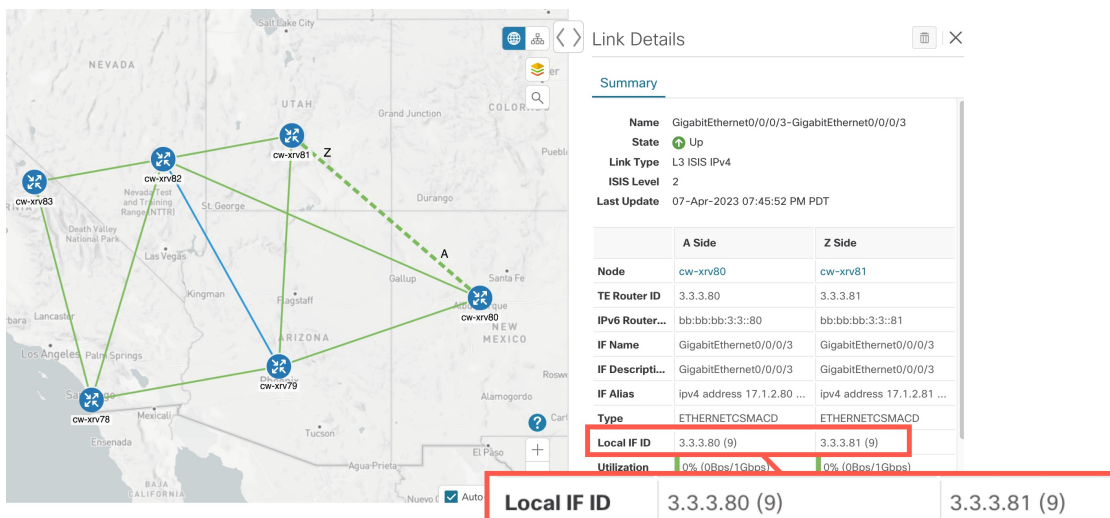 Salt Lake City
NEVADA
UTAH
Grand Junction
Pueblo
cw-xrv81
Z
cw-xrv82
Nevada Test
and Training
Range (NTTR)
St. George
Durango
cw-xrv83
Death Valley
National Park
Las Vegas
A
Gallup
Santa Fe
Kingman
Flagstaff
cw-xrv80
Lancaster
NEW
MEXICO
ARIZONA
Los Angeles
Palm Springs
cw-xrv79
Alamogordo
cw-xrv78
Mexicali
Tucson
?
Ensenada
El Paso
Agua Prieta
BAJA
CALIFORNIA
Auto
Link Details
Summary
Name GigabitEthernet0/0/0/3-GigabitEthernet0/0/0/3
State Up
Link Type L3 ISIS IPv4
ISIS Level 2
Last Update 07-Apr-2023 07:45:52 PM PDT
A Side Z Side
Node cw-xrv80 cw-xrv81
TE Router ID 3.3.3.80 3.3.3.81
IPv6 Router... bb:bb:bb:3:3::80 bb:bb:bb:3:3::81
IF Name GigabitEthernet0/0/0/3 GigabitEthernet0/0/0/3
IF Descripti... GigabitEthernet0/0/0/3 GigabitEthernet0/0/0/3
IF Alias ipv4 address 17.1.2.80 ... ipv4 address 17.1.2.81 ...
Type ETHERNETCSMACD ETHERNETCSMACD
Local IF ID 3.3.3.80 (9) 3.3.3.81 (9)
Utilization 0% (0Bps/1Gbps) 0% (0Bps/1Gbps)
Local IF ID 3.3.3.80 (9) 3.3.3.81 (9)